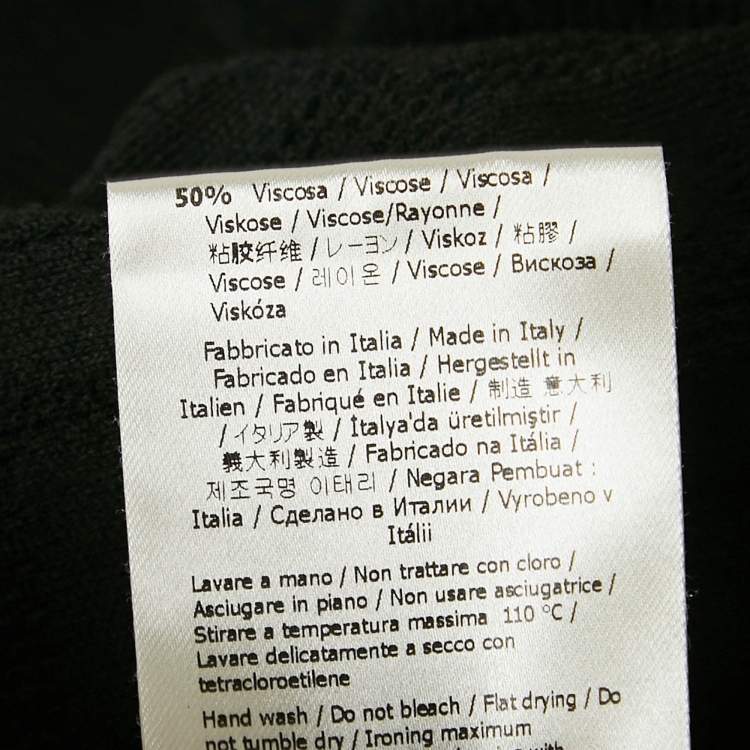 50% Viscosa / Viscose / Viscosa /
Viskose / Viscose/Rayonne /
粘胶纤维 / レーヨン / Viskoz / 粘膠 /
Viscose / 레이온 / Viscose / Вискоза /
Viskóza
Fabbricato in Italia / Made in Italy /
Fabricado en Italia / Hergestellt in
Italien / Fabriqué en Italie / 制造 意大利
/ イタリア製 / İtalya'da üretilmiştir /
義大利製造 / Fabricado na Itália /
제조국명 이태리 / Negara Pembuat :
Italia / Сделано в Италии / Vyrobeno v
Itálii
Lavare a mano / Non trattare con cloro /
Asciugare in piano / Non usare asciugatrice /
Stirare a temperatura massima 110 °C /
Lavare delicatamente a secco con
tetracloroetilene
Hand wash / Do not bleach / Flat drying / Do
not tumble dry / Ironing maximum
with